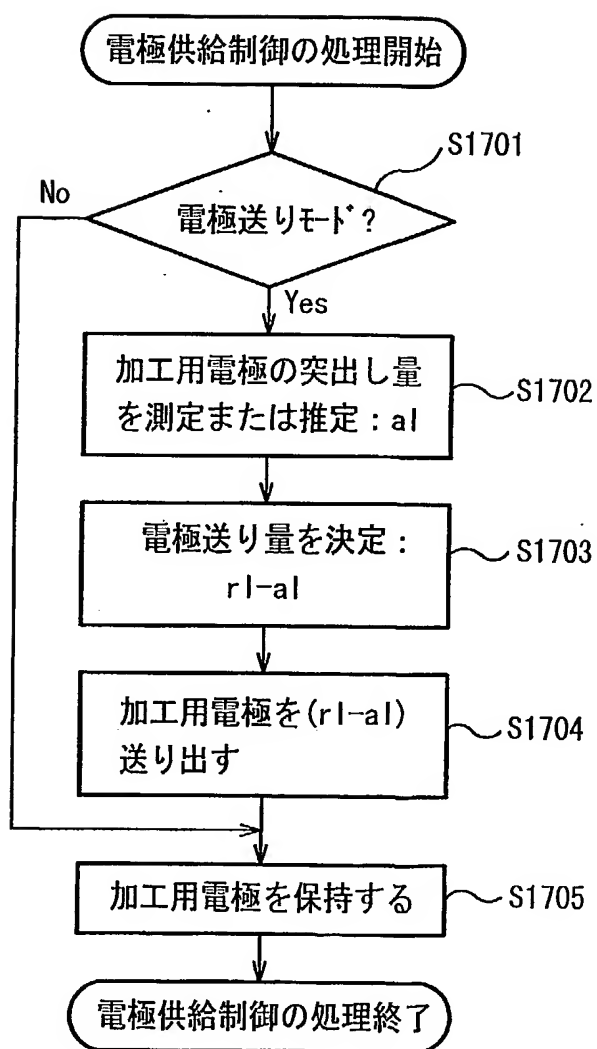 電極供給制御の処理開始
S1701
No
電極送りﾓｰﾄﾞ?
Yes
加工用電極の突出し量
を測定または推定:al
S1702
電極送り量を決定:
rl-al
S1703
加工用電極を(rl-al)
送り出す
S1704
加工用電極を保持する
S1705
電極供給制御の処理終了